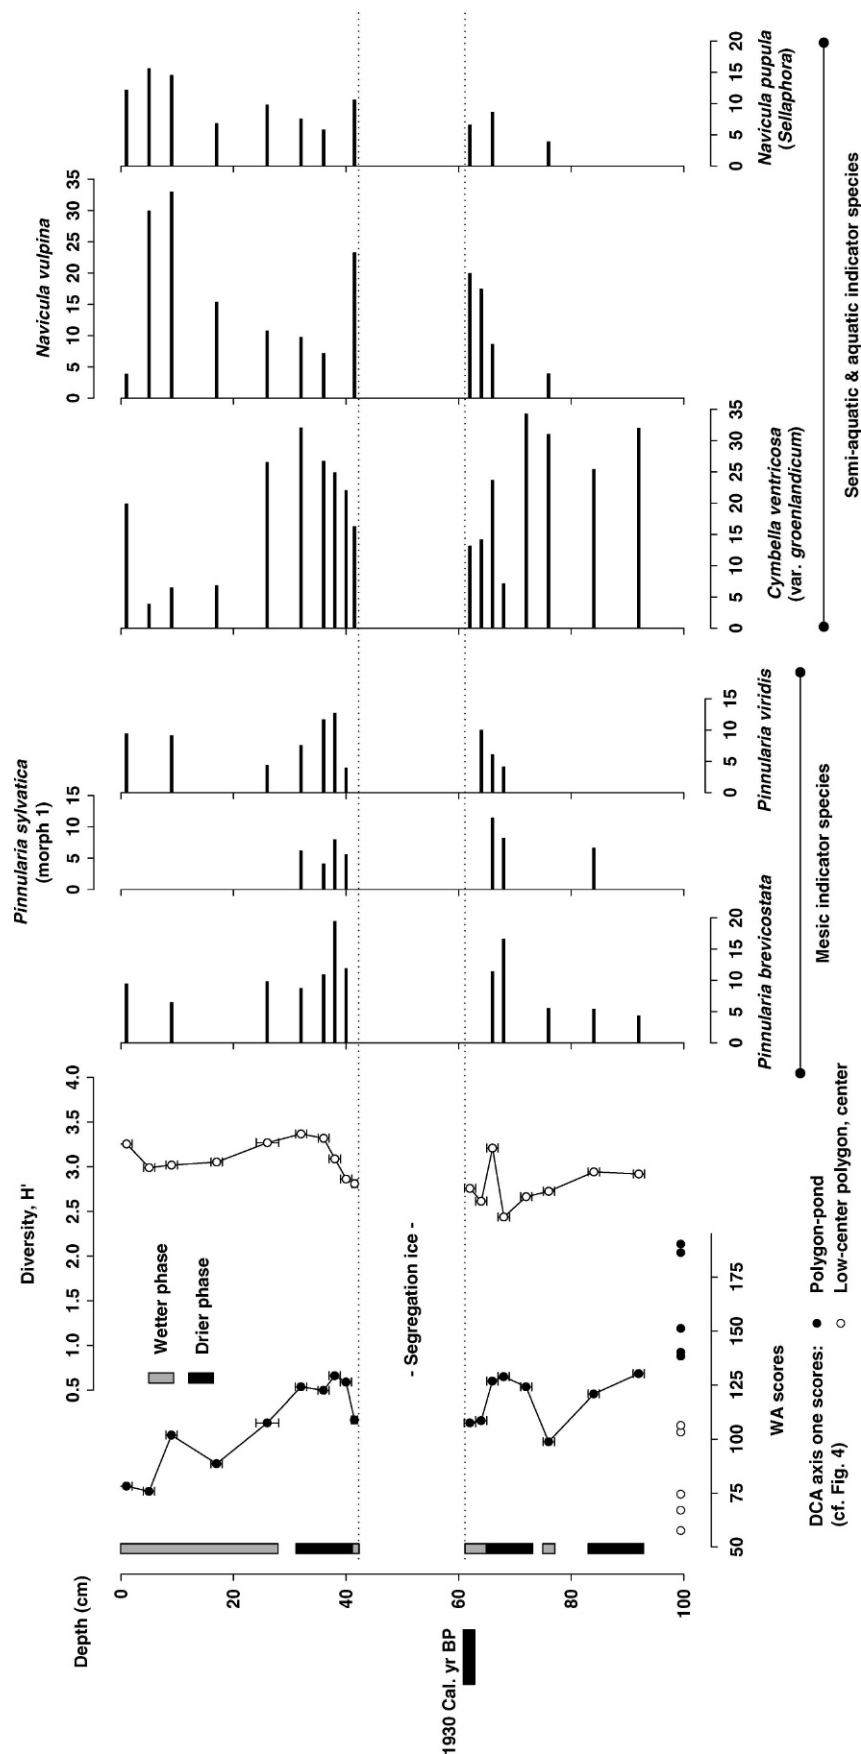 Depth (cm)
Diversity, H'
Pinnularia sylvatica
(morph 1)
Navicula vulpina
0.5 1.0 1.5 2.0 2.5 3.0 3.5 4.0
0 5 10 15
0 5 10 15 20 25 30 35
0
20
40
60
80
100
1930 Cal. yr BP
Wetter phase
Drier phase
- Segregation ice -
50 75 100 125 150 175
0 5 10 15 20
0 5 10 15
0 5 10 15 20 25 30 35
0 5 10 15 20
WA scores
Pinnularia brevicostata
Pinnularia viridis
Cymbella ventricosa
(var. groenlandicum)
Navicula pupula
(Sellaphora)
DCA axis one scores:
(cf. Fig. 4)
Polygon-pond
Low-center polygon, center
Mesic indicator species
Semi-aquatic & aquatic indicator species